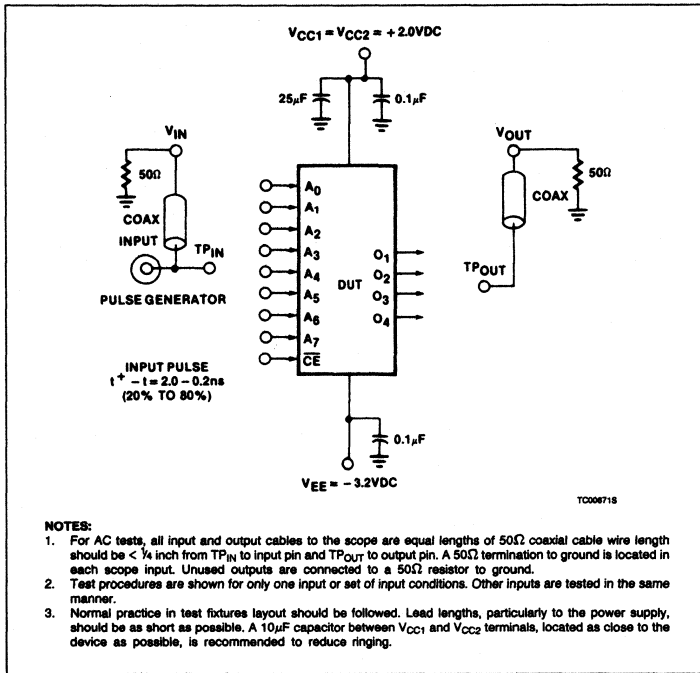 VCC1 = VCC2 = + 2.0VDC
25µF
0.1µF
VIN
50Ω
COAX
INPUT
TPIN
PULSE GENERATOR
INPUT PULSE
t+ – t = 2.0 – 0.2ns
(20% TO 80%)
A0
A1
A2
A3
A4
A5
A6
A7
CE
DUT
O1
O2
O3
O4
VOUT
50Ω
COAX
TPOUT
0.1µF
VEE = – 3.2VDC
TC00871S
NOTES:
1. For AC tests, all input and output cables to the scope are equal lengths of 50Ω coaxial cable wire length
should be < ¼ inch from TPIN to input pin and TPOUT to output pin. A 50Ω termination to ground is located in
each scope input. Unused outputs are connected to a 50Ω resistor to ground.
2. Test procedures are shown for only one input or set of input conditions. Other inputs are tested in the same
manner.
3. Normal practice in test fixtures layout should be followed. Lead lengths, particularly to the power supply,
should be as short as possible. A 10µF capacitor between VCC1 and VCC2 terminals, located as close to the
device as possible, is recommended to reduce ringing.